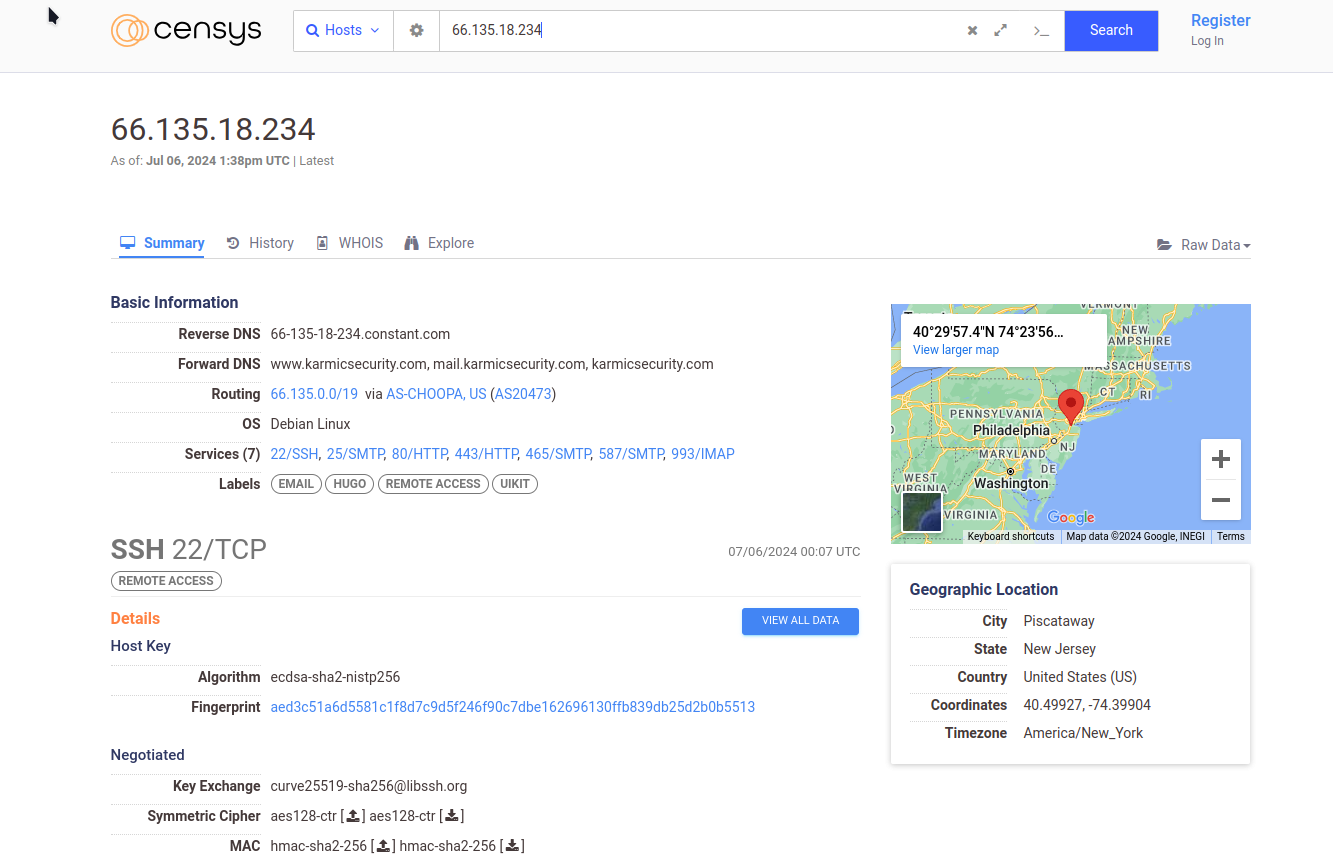 censys
Hosts
66.135.18.234
Search
Register
Log In
66.135.18.234
As of: Jul 06, 2024 1:38pm UTC | Latest
Summary History WHOIS Explore Raw Data
Basic Information
Reverse DNS 66-135-18-234.constant.com
Forward DNS www.karmicsecurity.com, mail.karmicsecurity.com, karmicsecurity.com
Routing 66.135.0.0/19 via AS-CHOOPA, US (AS20473)
OS Debian Linux
Services (7) 22/SSH, 25/SMTP, 80/HTTP, 443/HTTP, 465/SMTP, 587/SMTP, 993/IMAP
Labels EMAIL HUGO REMOTE ACCESS UIKIT
SSH 22/TCP 07/06/2024 00:07 UTC
REMOTE ACCESS
Details VIEW ALL DATA
Host Key
Algorithm ecdsa-sha2-nistp256
Fingerprint aed3c51a6d5581c1f8d7c9d5f246f90c7dbe162696130ffb839db25d2b0b5513
Negotiated
Key Exchange curve25519-sha256@libssh.org
Symmetric Cipher aes128-ctr [ ] aes128-ctr [ ]
MAC hmac-sha2-256 [ ] hmac-sha2-256 [ ]
VERMONT
40°29'57.4"N 74°23'56...
View larger map
NEW
AMPSHIRE
MASSACHUSETTS
CT RI
PENNSYLVANIA
Philadelphia
NJ
MARYLAND
DE
WEST
VIRGINIA
Washington
VIRGINIA
Google
Keyboard shortcuts Map data ©2024 Google, INEGI Terms
Geographic Location
City Piscataway
State New Jersey
Country United States (US)
Coordinates 40.49927, -74.39904
Timezone America/New_York